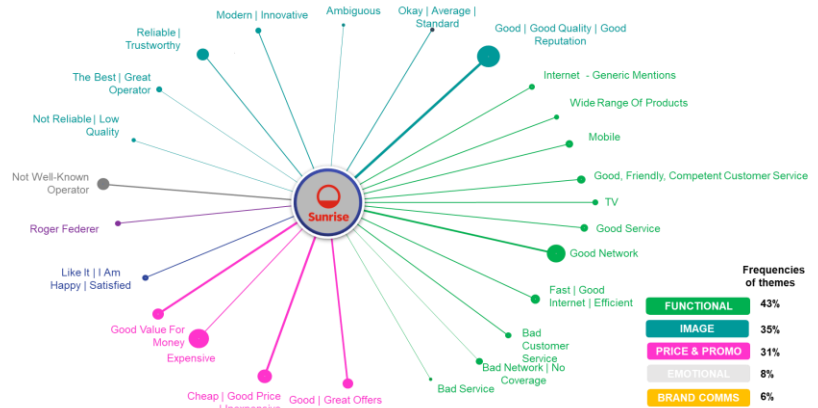 Modern | Innovative
Ambiguous
Okay | Average |
Standard
Good | Good Quality | Good
Reputation
Reliable |
Trustworthy
The Best | Great
Operator
Not Reliable | Low
Quality
Not Well-Known
Operator
Roger Federer
Like It | I Am
Happy | Satisfied
Good Value For
Money
Expensive
Cheap | Good Price
Good | Great Offers
Sunrise
Internet - Generic Mentions
Wide Range Of Products
Mobile
Good, Friendly, Competent Customer Service
TV
Good Service
Good Network
Fast | Good
Internet | Efficient
Bad
Customer
Service
Bad Network | No
Coverage
Bad Service
Frequencies
of themes
FUNCTIONAL 43%
IMAGE 35%
PRICE & PROMO 31%
EMOTIONAL 8%
BRAND COMMS 6%